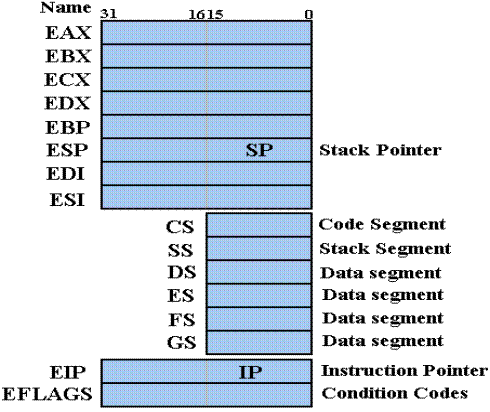 Name 31 1615 0
EAX
EBX
ECX
EDX
EBP
ESP SP Stack Pointer
EDI
ESI
CS Code Segment
SS Stack Segment
DS Data segment
ES Data segment
FS Data segment
GS Data segment
EIP IP Instruction Pointer
EFLAGS Condition Codes